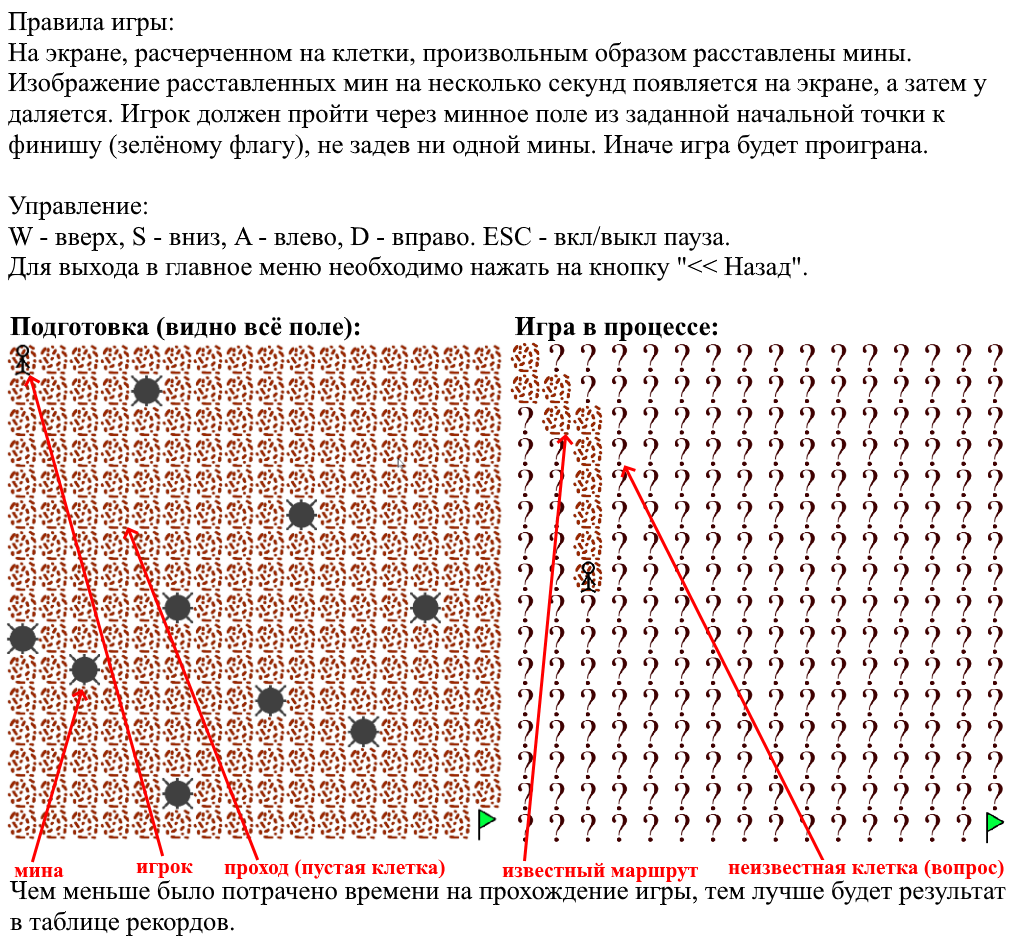 Правила игры:
На экране, расчерченном на клетки, произвольным образом расставлены мины.
Изображение расставленных мин на несколько секунд появляется на экране, а затем у
даляется. Игрок должен пройти через минное поле из заданной начальной точки к
финишу (зелёному флагу), не задев ни одной мины. Иначе игра будет проиграна.
Управление:
W - вверх, S - вниз, A - влево, D - вправо. ESC - вкл/выкл пауза.
Для выхода в главное меню необходимо нажать на кнопку "<< Назад".
Подготовка (видно всё поле):
Игра в процессе:
? ? ? ? ? ? ? ? ? ? ? ? ? ? ?
? ? ? ? ? ? ? ? ? ? ? ? ? ?
? ? ? ? ? ? ? ? ? ? ? ? ? ?
? ? ? ? ? ? ? ? ? ? ? ? ? ? ?
? ? ? ? ? ? ? ? ? ? ? ? ? ? ?
? ? ? ? ? ? ? ? ? ? ? ? ? ? ?
? ? ? ? ? ? ? ? ? ? ? ? ? ? ?
? ? ? ? ? ? ? ? ? ? ? ? ? ? ?
? ? ? ? ? ? ? ? ? ? ? ? ? ? ? ?
? ? ? ? ? ? ? ? ? ? ? ? ? ? ? ?
? ? ? ? ? ? ? ? ? ? ? ? ? ? ? ?
? ? ? ? ? ? ? ? ? ? ? ? ? ? ? ?
? ? ? ? ? ? ? ? ? ? ? ? ? ? ? ?
? ? ? ? ? ? ? ? ? ? ? ? ? ? ? ?
? ? ? ? ? ? ? ? ? ? ? ? ? ? ? ?
? ? ? ? ? ? ? ? ? ? ? ? ? ? ?
мина
игрок
проход (пустая клетка)
известный маршрут
неизвестная клетка (вопрос)
Чем меньше было потрачено времени на прохождение игры, тем лучше будет результат
в таблице рекордов.